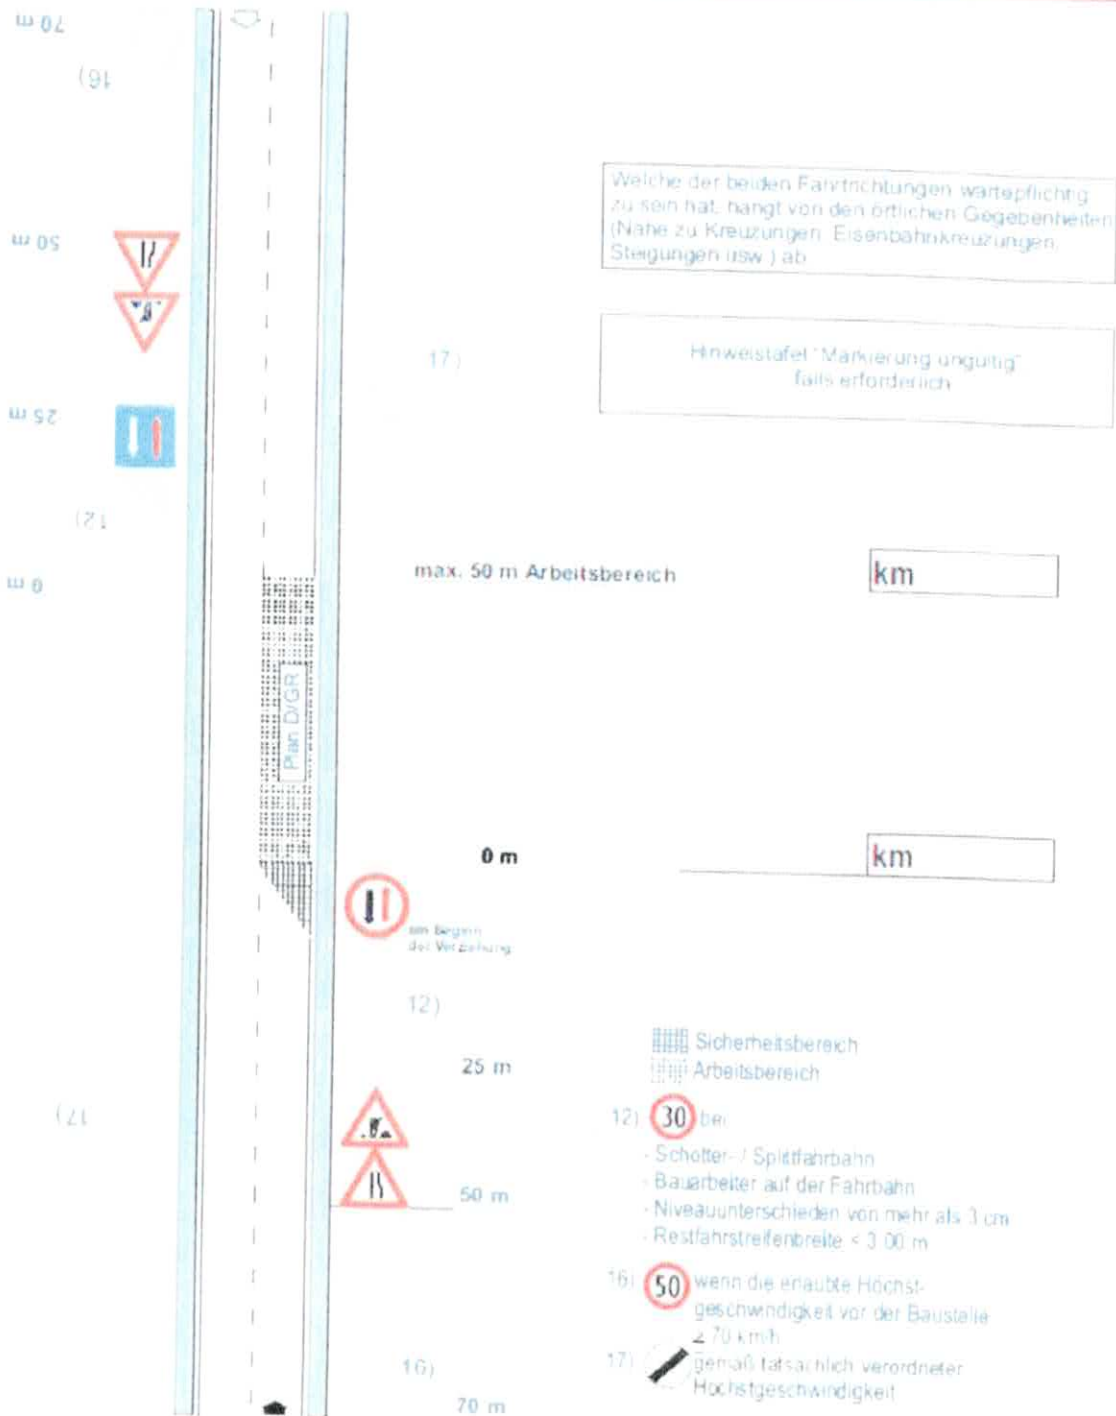 70 m
16)
Welche der beiden Fahrtrichtungen wartepflichtig
zu sein hat, hängt von den örtlichen Gegebenheiten
(Nähe zu Kreuzungen, Eisenbahnkreuzungen,
Steigungen usw.) ab
50 m
17)
Hinweistafel "Markierung ungültig"
falls erforderlich
25 m
12)
0 m
max. 50 m Arbeitsbereich
km
Plan D/GR
0 m
km
am Beginn
der Verziehung
12)
25 m
17)
50 m
16)
70 m
Sicherheitsbereich
Arbeitsbereich
12) 30 bei
- Schotter- / Splittfahrbahn
- Bauarbeiter auf der Fahrbahn
- Niveauunterschieden von mehr als 3 cm
- Restfahrstreifenbreite < 3.00 m
16) 50 wenn die erlaubte Höchst-
geschwindigkeit vor der Baustelle
≥ 70 km/h
17) gemäß tatsächlich verordneter
Höchstgeschwindigkeit